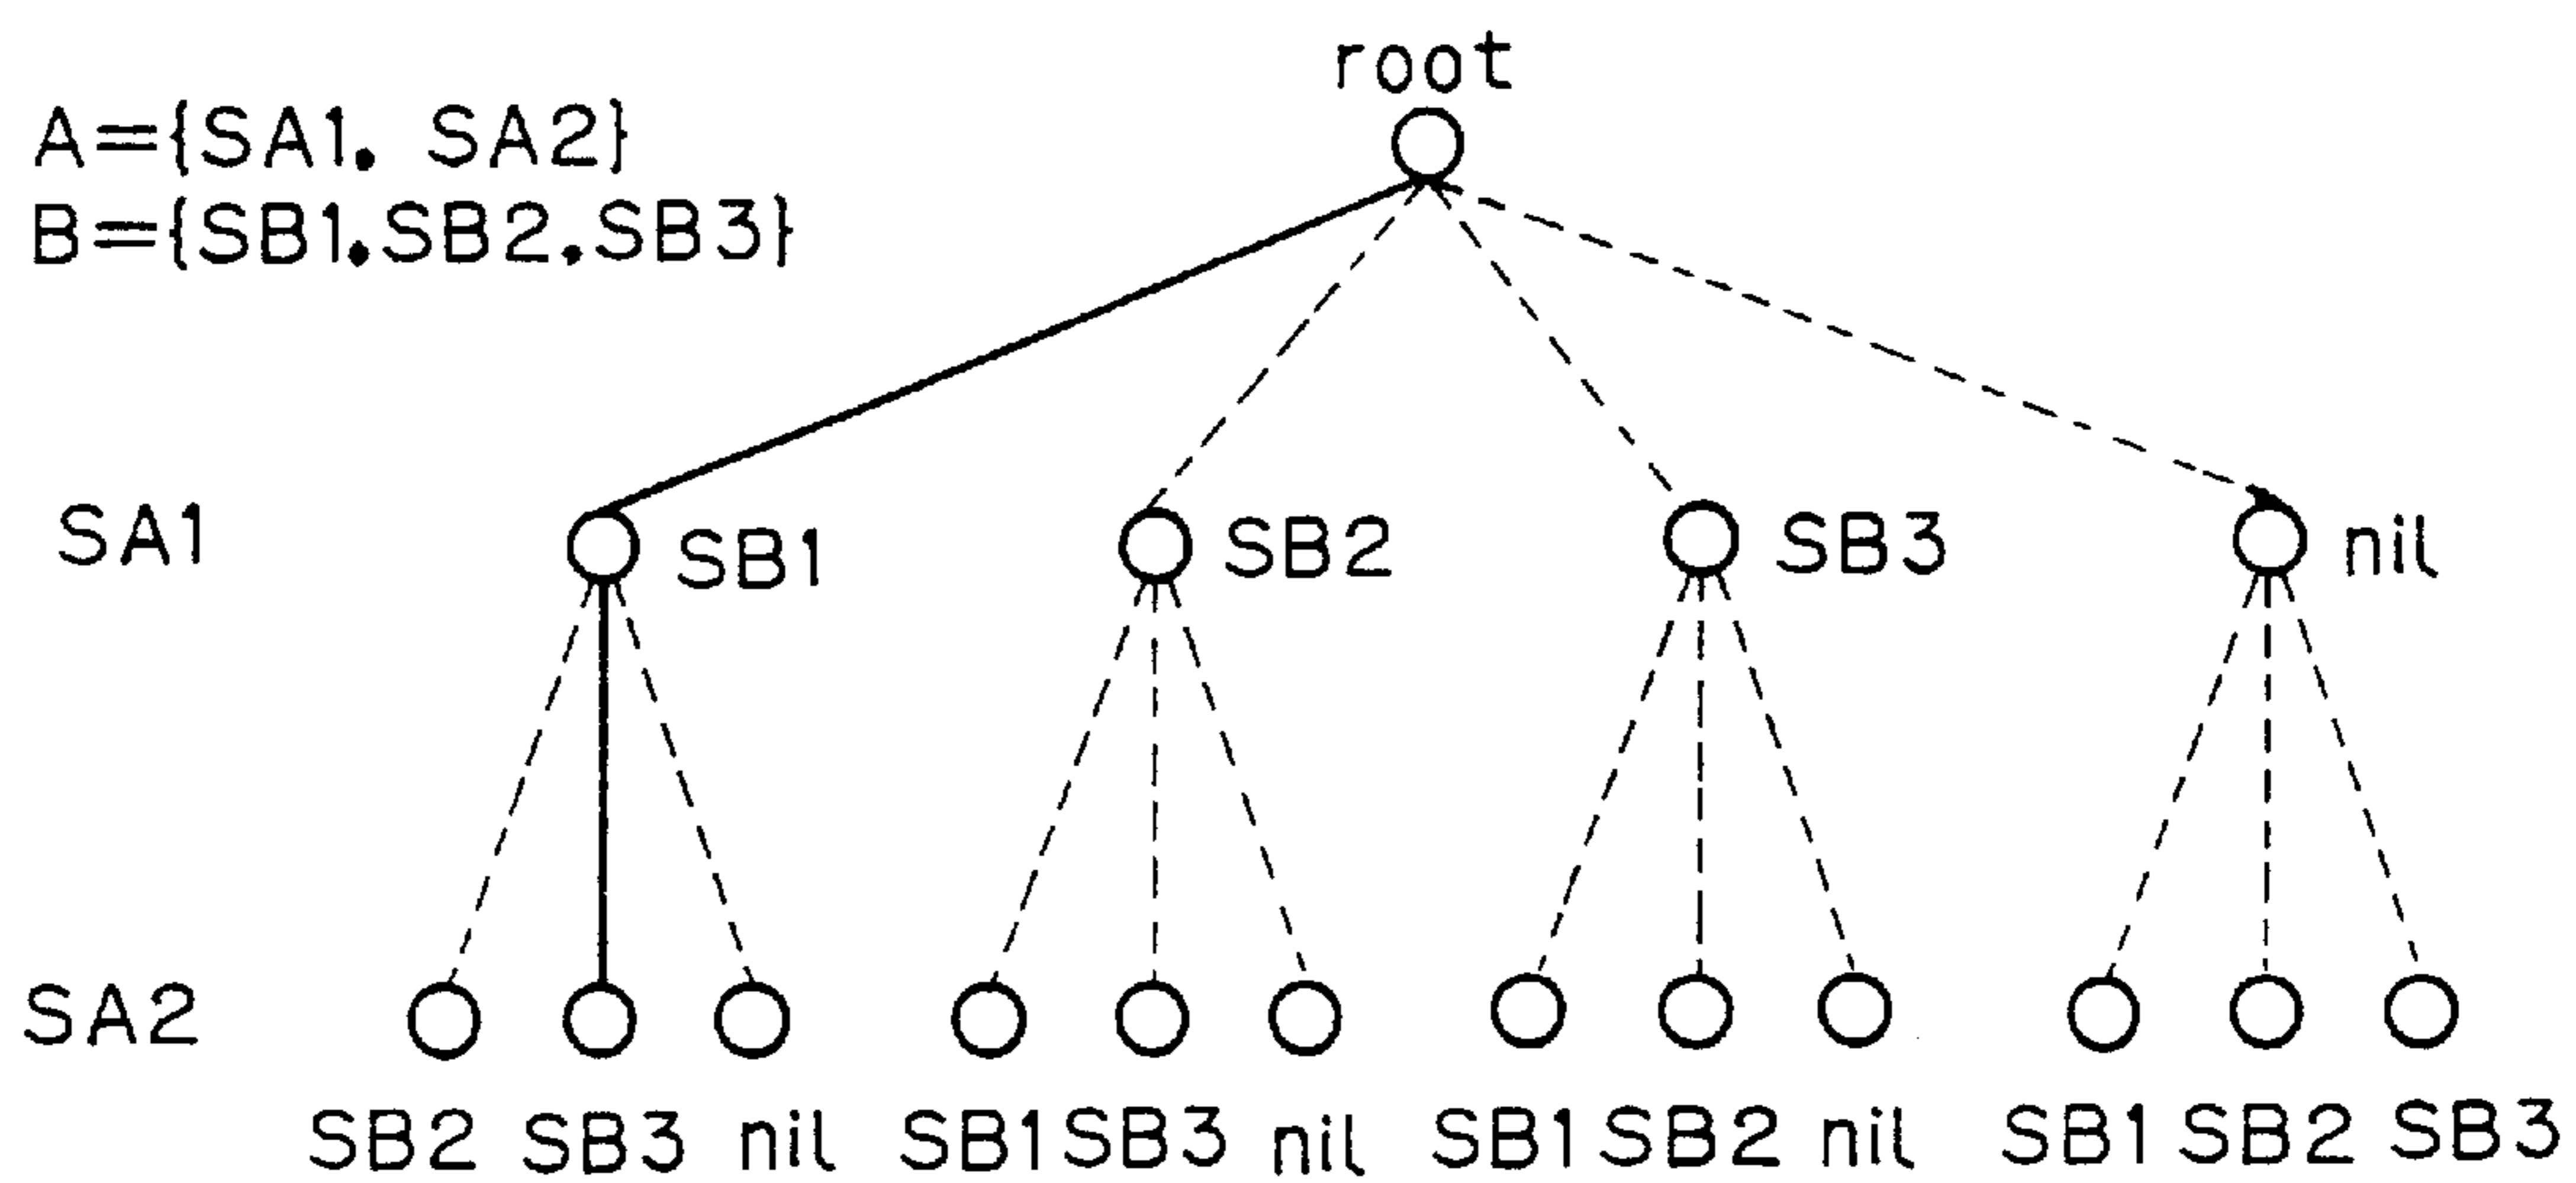 root
A={SA1. SA2}
B={SB1.SB2.SB3}
SA1 SB1 SB2 SB3 nil
SA2
SB2 SB3 nil SB1 SB3 nil SB1 SB2 nil SB1 SB2 SB3